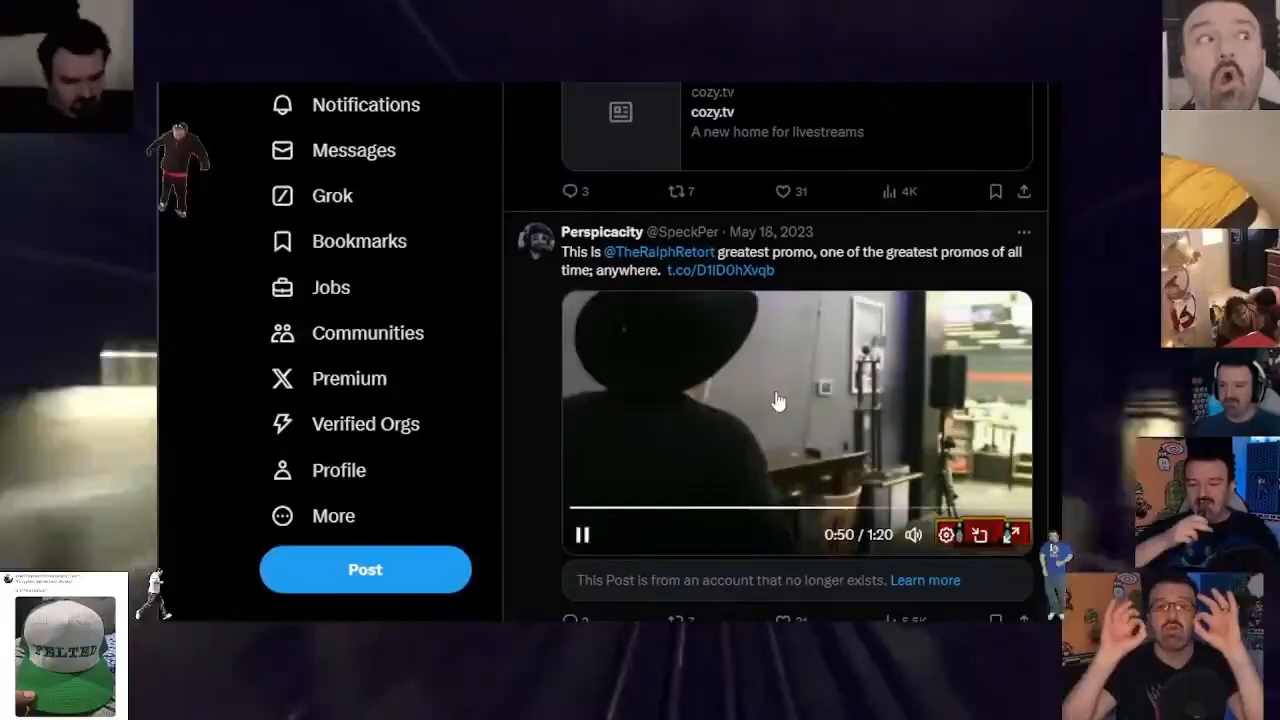 Notifications
Messages
Grok
Bookmarks
Jobs
Communities
Premium
Verified Orgs
Profile
More
Post
cozy.tv
cozy.tv
A new home for livestreams
3
7
31
4K
Perspicacity @SpeckPer · May 18, 2023
This is @TheRalphRetort greatest promo, one of the greatest promos of all
time; anywhere. t.co/D1lD0hXvqb
0:50 / 1:20
This Post is from an account that no longer exists. Learn more
FELTED